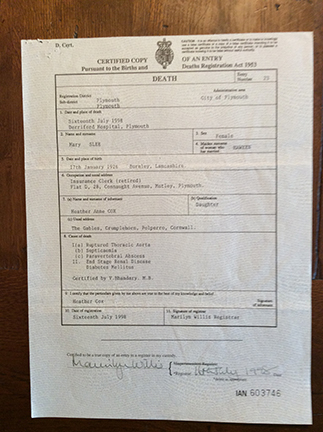 D. Cert.
CERTIFIED COPY OF AN ENTRY
Pursuant to the Births and Deaths Registration Act 1953
DEATH
Entry Number
Registration District Plymouth
Administrative area
Sub-district Plymouth
City of Plymouth
1. Date and place of death
Sixteenth July 1998
Derriford Hospital, Plymouth
2. Name and surname
Mary
3. Sex
Female
4. Maiden surname of woman who has married
5. Date and place of birth
17th January 1924
6. Occupation and usual address
Insurance Clerk (retired)
Flat D, 28, Connaught Avenue, Mutley, Plymouth.
7. (a) Name and surname of informant
Heather Anne COX
(b) Qualification
Daughter
(c) Usual address
The Gables, Crumplehorn, Polperro, Cornwall.
8. Cause of death
I(a) Ruptured Thoracic Aorta
(b) Septicaemia
(c) Paravertebral Abscess
II. End Stage Renal Disease
Diabetes Mellitus
Certified by M.B.
9. I certify that the particulars given by me above are true to the best of my knowledge and belief
Heather Cox
Signature of informant
10. Date of registration
Sixteenth July 1998
11. Signature of registrar
Marilyn Willis Registrar
Certified to be a true copy of an entry in a register in my custody.
Marilyn Willis
IAN 603746